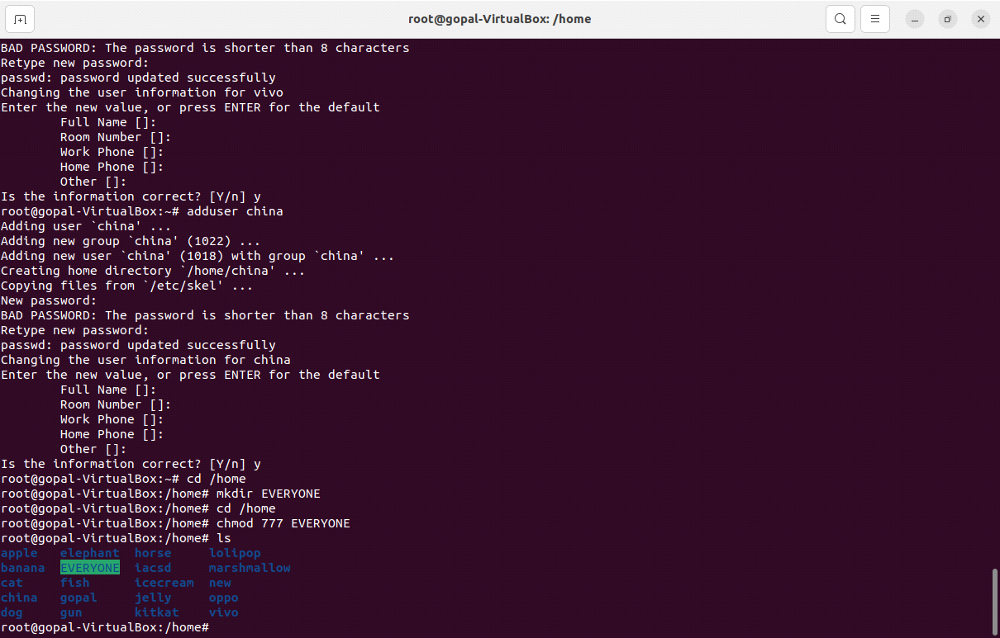 root@gopal-VirtualBox: /home
BAD PASSWORD: The password is shorter than 8 characters
Retype new password:
passwd: password updated successfully
Changing the user information for vivo
Enter the new value, or press ENTER for the default
        Full Name []:
        Room Number []:
        Work Phone []:
        Home Phone []:
        Other []:
Is the information correct? [Y/n] y
root@gopal-VirtualBox:~# adduser china
Adding user `china' ...
Adding new group `china' (1022) ...
Adding new user `china' (1018) with group `china' ...
Creating home directory `/home/china' ...
Copying files from `/etc/skel' ...
New password:
BAD PASSWORD: The password is shorter than 8 characters
Retype new password:
passwd: password updated successfully
Changing the user information for china
Enter the new value, or press ENTER for the default
        Full Name []:
        Room Number []:
        Work Phone []:
        Home Phone []:
        Other []:
Is the information correct? [Y/n] y
root@gopal-VirtualBox:~# cd /home
root@gopal-VirtualBox:/home# mkdir EVERYONE
root@gopal-VirtualBox:/home# cd /home
root@gopal-VirtualBox:/home# chmod 777 EVERYONE
root@gopal-VirtualBox:/home# ls
apple   elephant  horse     lolipop
banana  EVERYONE  iacsd     marshmallow
cat     fish      icecream  new
china   gopal     jelly     oppo
dog     gun       kitkat    vivo
root@gopal-VirtualBox:/home#